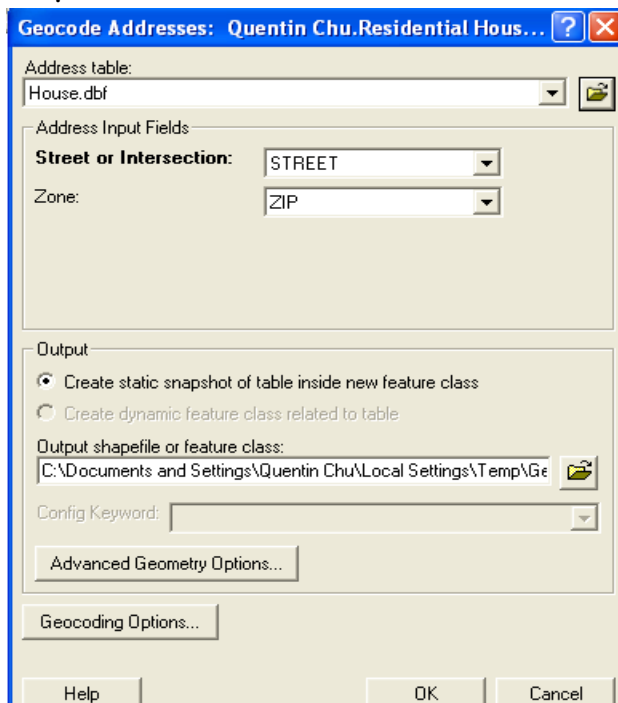 Geocode Addresses: Quentin Chu.Residential Hous...
Address table:
House.dbf
Address Input Fields
Street or Intersection:
STREET
Zone:
ZIP
Output
Create static snapshot of table inside new feature class
Create dynamic feature class related to table
Output shapefile or feature class:
C:\Documents and Settings\Quentin Chu\Local Settings\Temp\Ge
Config Keyword:
Advanced Geometry Options...
Geocoding Options...
Help OK Cancel